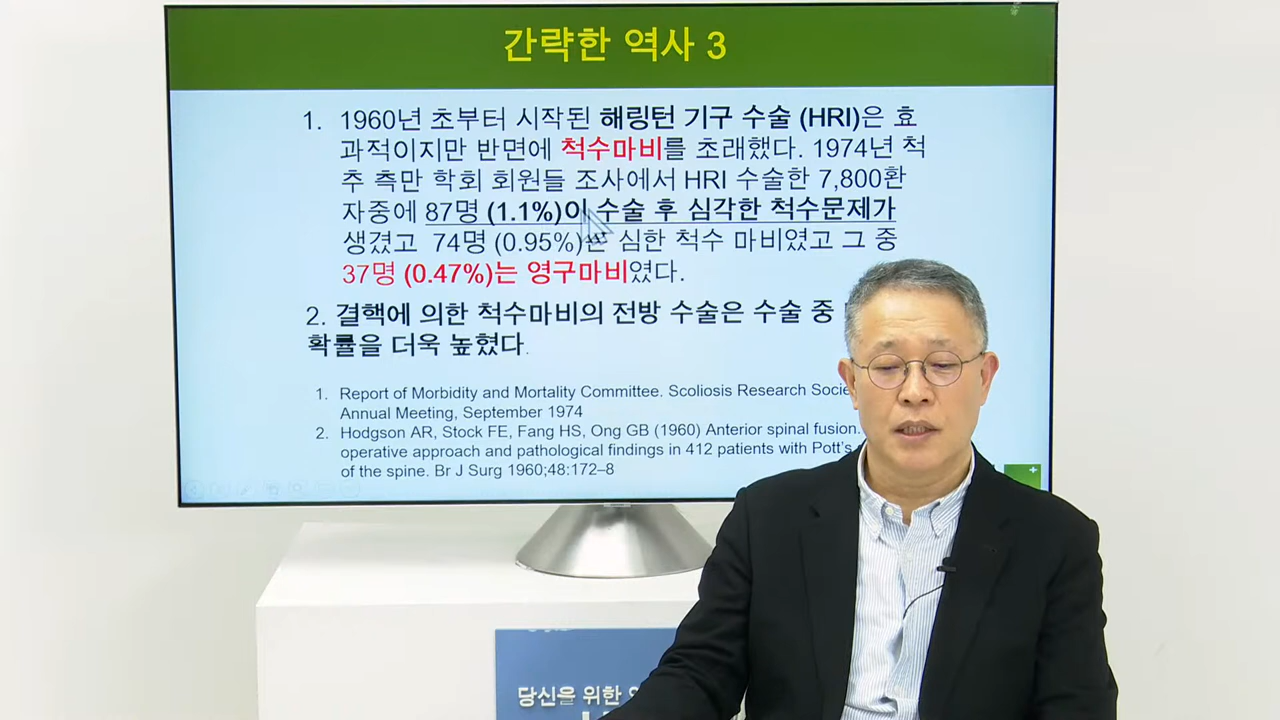 간략한 역사 3
1. 1960년 초부터 시작된 해링턴 기구 수술 (HRI)은 효
과적이지만 반면에 척수마비를 초래했다. 1974년 척
추 측만 학회 회원들 조사에서 HRI 수술한 7,800환
자중에 87명 (1.1%)이 수술 후 심각한 척수문제가
생겼고 74명 (0.95%)는 심한 척수 마비였고 그 중
37명 (0.47%)는 영구마비였다.
2. 결핵에 의한 척수마비의 전방 수술은 수술 중
확률을 더욱 높혔다.
1. Report of Morbidity and Mortality Committee. Scoliosis Research
Annual Meeting, September 1974
2. Hodgson AR, Stock FE, Fang HS, Ong GB (1960) Anterior spinal fusion.
operative approach and pathological findings in 412 patients with Pott's
of the spine. Br J Surg 1960;48:172–8
당신을 위한